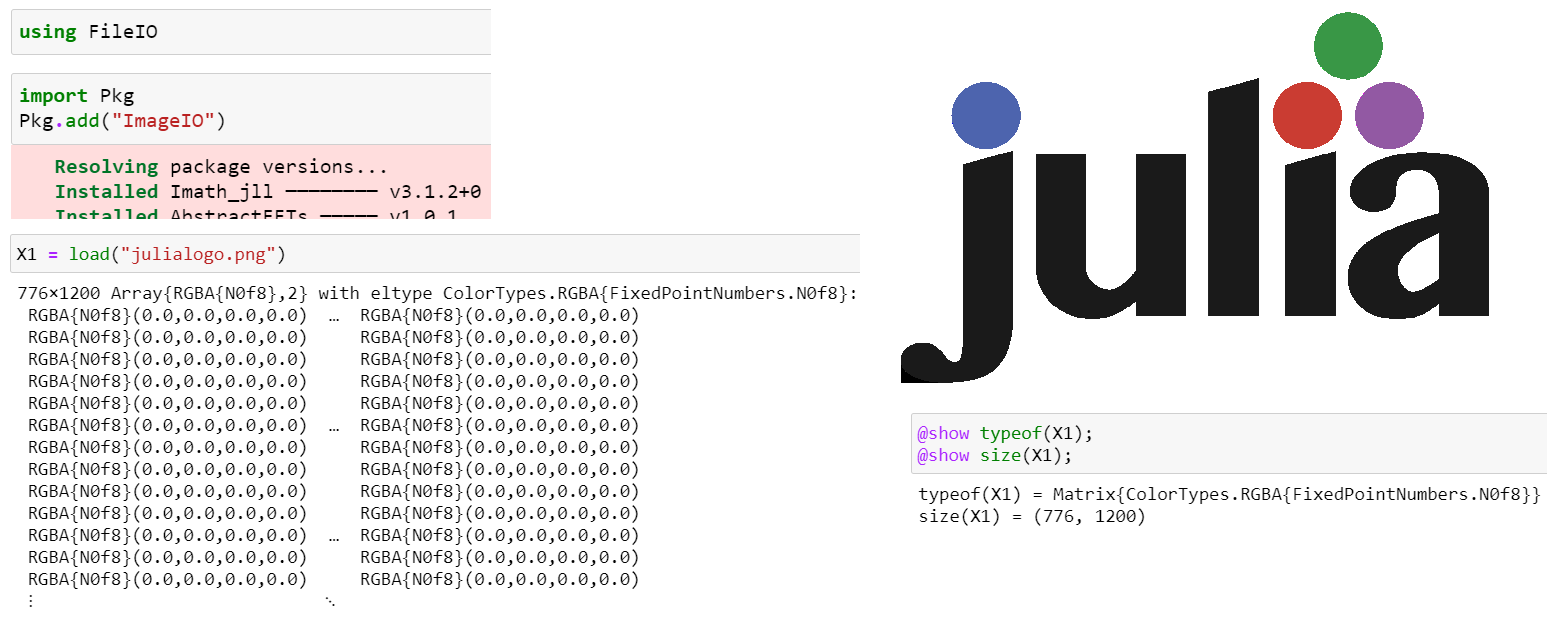 using FileIO
import Pkg
Pkg.add("ImageIO")
Resolving package versions...
Installed Imath_jll ──────── v3.1.2+0
Installed AbstractFFTs ───── v1.0.1
X1 = load("julialogo.png")
776×1200 Array{RGBA{N0f8},2} with eltype ColorTypes.RGBA{FixedPointNumbers.N0f8}:
RGBA{N0f8}(0.0,0.0,0.0,0.0)  …  RGBA{N0f8}(0.0,0.0,0.0,0.0)
RGBA{N0f8}(0.0,0.0,0.0,0.0)     RGBA{N0f8}(0.0,0.0,0.0,0.0)
RGBA{N0f8}(0.0,0.0,0.0,0.0)     RGBA{N0f8}(0.0,0.0,0.0,0.0)
RGBA{N0f8}(0.0,0.0,0.0,0.0)     RGBA{N0f8}(0.0,0.0,0.0,0.0)
RGBA{N0f8}(0.0,0.0,0.0,0.0)     RGBA{N0f8}(0.0,0.0,0.0,0.0)
RGBA{N0f8}(0.0,0.0,0.0,0.0)  …  RGBA{N0f8}(0.0,0.0,0.0,0.0)
RGBA{N0f8}(0.0,0.0,0.0,0.0)     RGBA{N0f8}(0.0,0.0,0.0,0.0)
RGBA{N0f8}(0.0,0.0,0.0,0.0)     RGBA{N0f8}(0.0,0.0,0.0,0.0)
RGBA{N0f8}(0.0,0.0,0.0,0.0)     RGBA{N0f8}(0.0,0.0,0.0,0.0)
RGBA{N0f8}(0.0,0.0,0.0,0.0)     RGBA{N0f8}(0.0,0.0,0.0,0.0)
RGBA{N0f8}(0.0,0.0,0.0,0.0)  …  RGBA{N0f8}(0.0,0.0,0.0,0.0)
RGBA{N0f8}(0.0,0.0,0.0,0.0)     RGBA{N0f8}(0.0,0.0,0.0,0.0)
RGBA{N0f8}(0.0,0.0,0.0,0.0)     RGBA{N0f8}(0.0,0.0,0.0,0.0)
⋮                            ⋱
julia
@show typeof(X1);
@show size(X1);
typeof(X1) = Matrix{ColorTypes.RGBA{FixedPointNumbers.N0f8}}
size(X1) = (776, 1200)